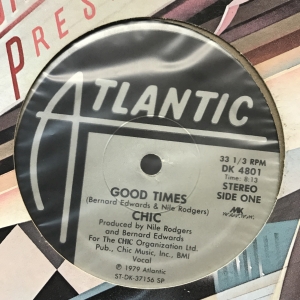 PRES
ATLANTIC
33 1/3 RPM
DK 4801
Time: 8:13
STEREO
SIDE ONE
GOOD TIMES
(Bernard Edwards & Nile Rodgers)
CHIC
Produced by Nile Rodgers
and Bernard Edwards
For The CHIC Organization Ltd.
Pub., Chic Music, Inc., BMI
Vocal
℗ 1979 Atlantic
ST-DK-37156 SP